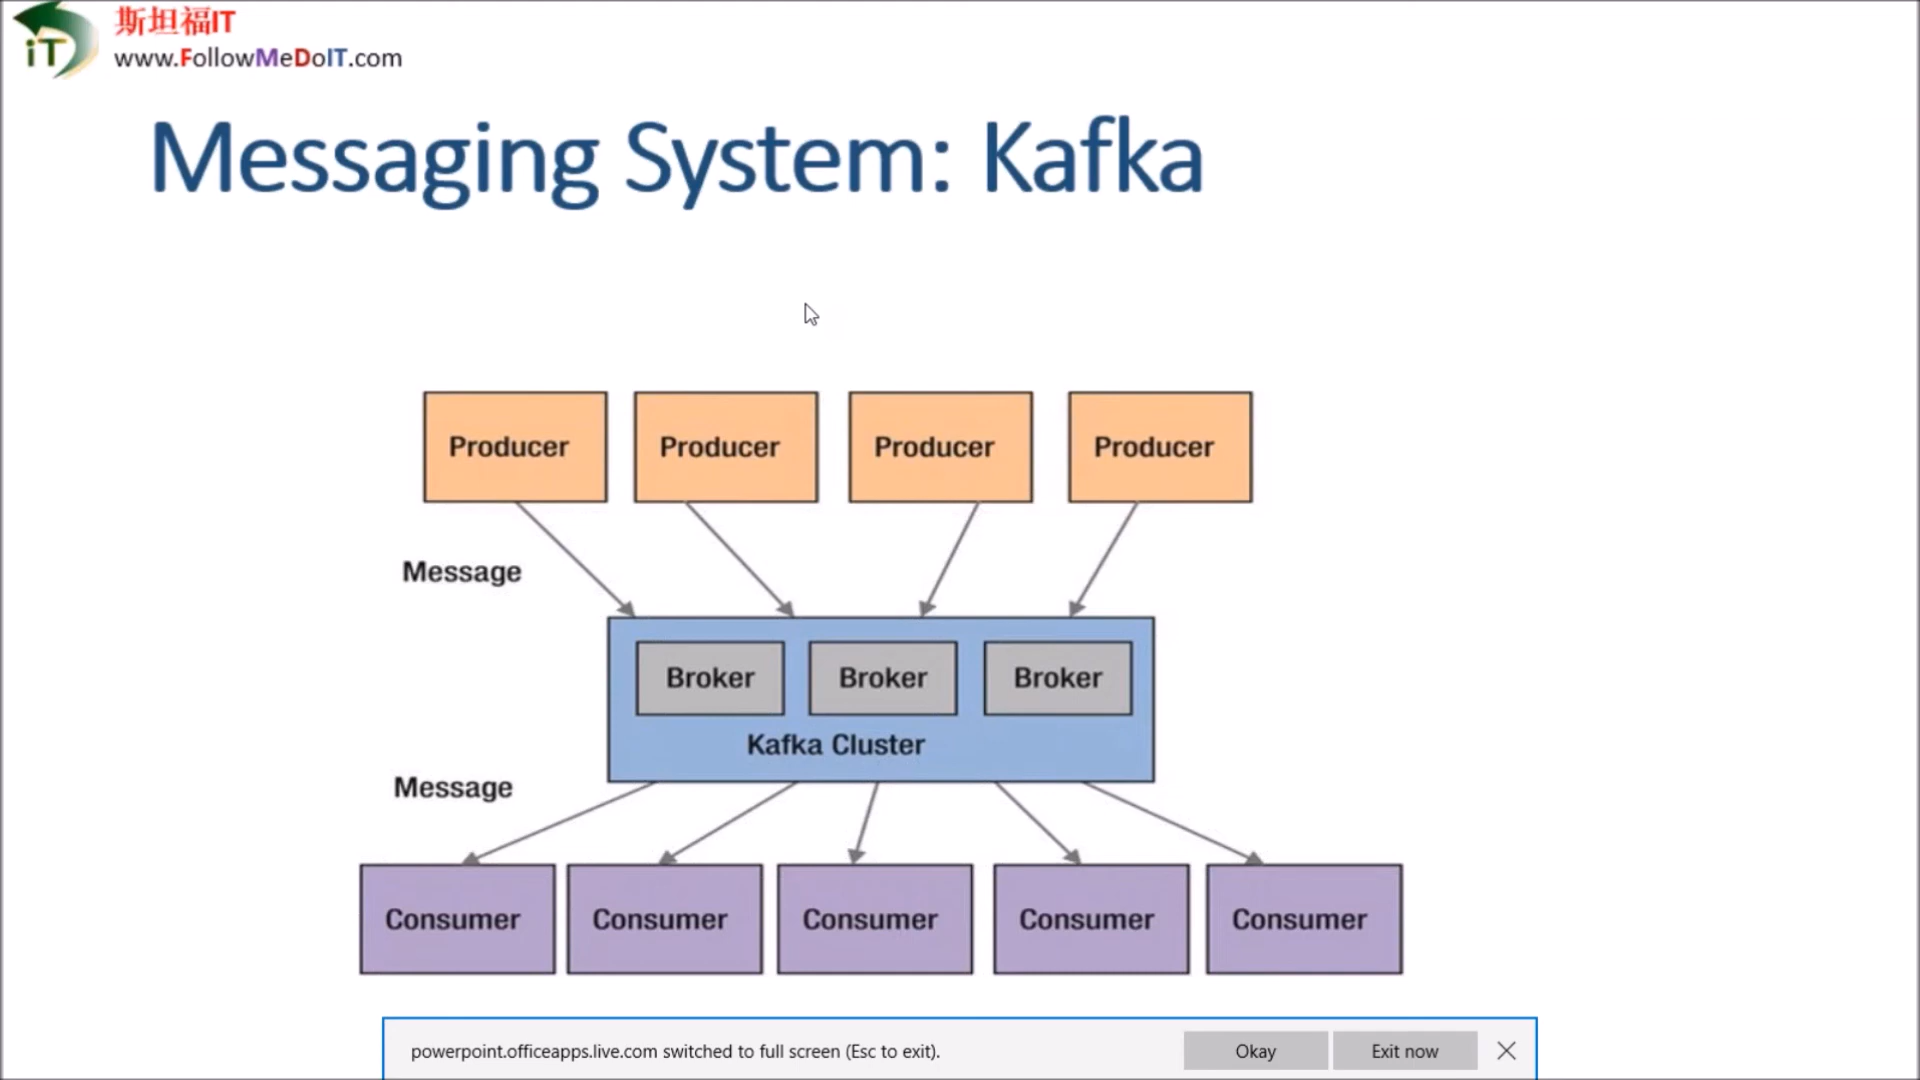 斯坦福IT
www.FollowMeDoIT.com
iT
Messaging System: Kafka
Producer
Producer
Producer
Producer
Message
Broker
Broker
Broker
Kafka Cluster
Message
Consumer
Consumer
Consumer
Consumer
Consumer
powerpoint.officeapps.live.com switched to full screen (Esc to exit).
Okay
Exit now